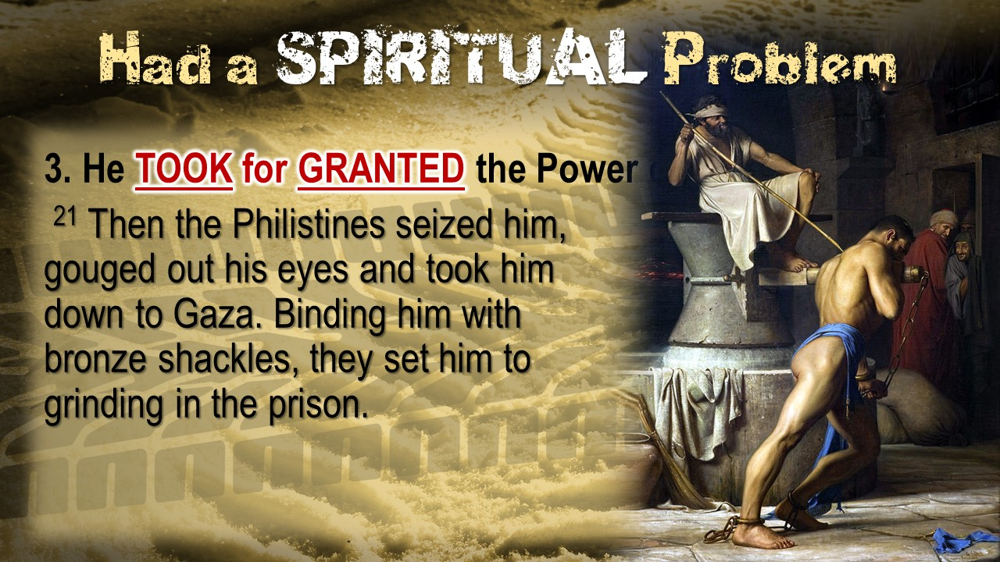 Had a SPIRITUAL Problem
3. He TOOK for GRANTED the Power
21 Then the Philistines seized him,
gouged out his eyes and took him
down to Gaza. Binding him with
bronze shackles, they set him to
grinding in the prison.